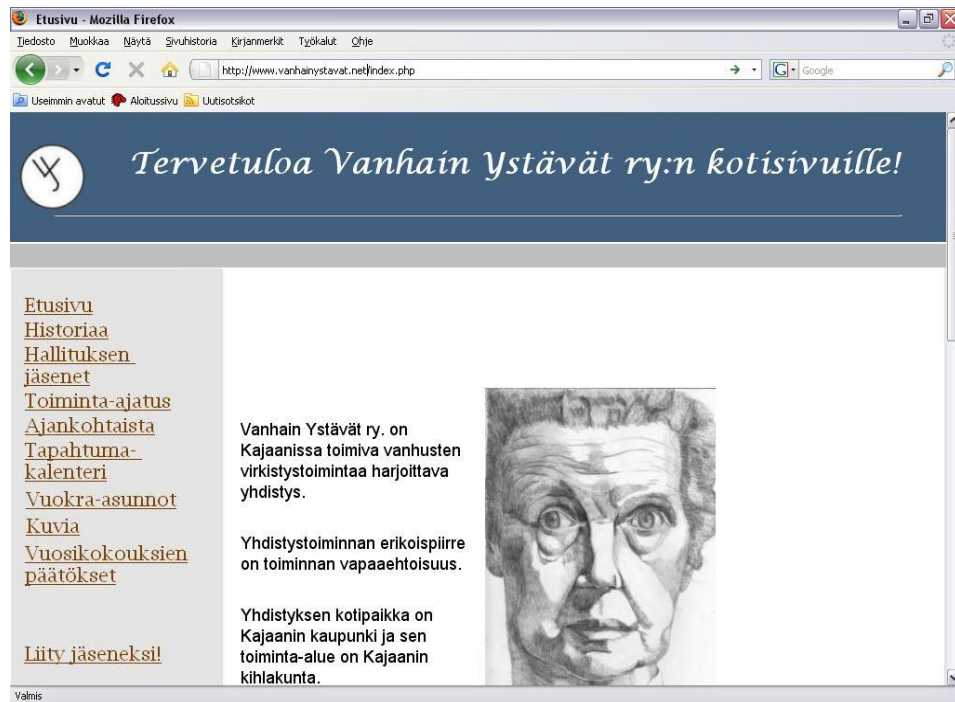 Etusivu - Mozilla Firefox
Tiedosto Muokkaa Näytä Sivuhistoria Kirjanmerkit Työkalut Ohje
http://www.vanhainystavat.net/index.php
G Google
Useimmin avatut Aloitussivu Uutisotsikot
Tervetuloa Vanhain Ystävät ry:n kotisivuille!
Etusivu
Historiaa
Hallituksen
jäsenet
Toiminta-ajatus
Ajankohtaista
Tapahtuma-
kalenteri
Vuokra-asunnot
Kuvia
Vuosikokouksien
päätökset
Liity jäseneksi!
Vanhain Ystävät ry. on
Kajaanissa toimiva vanhusten
virkistystoimintaa harjoittava
yhdistys.
Yhdistystoiminnan erikoispiirre
on toiminnan vapaaehtoisuus.
Yhdistyksen kotipaikka on
Kajaanin kaupunki ja sen
toiminta-alue on Kajaanin
kihlakunta.
Valmis